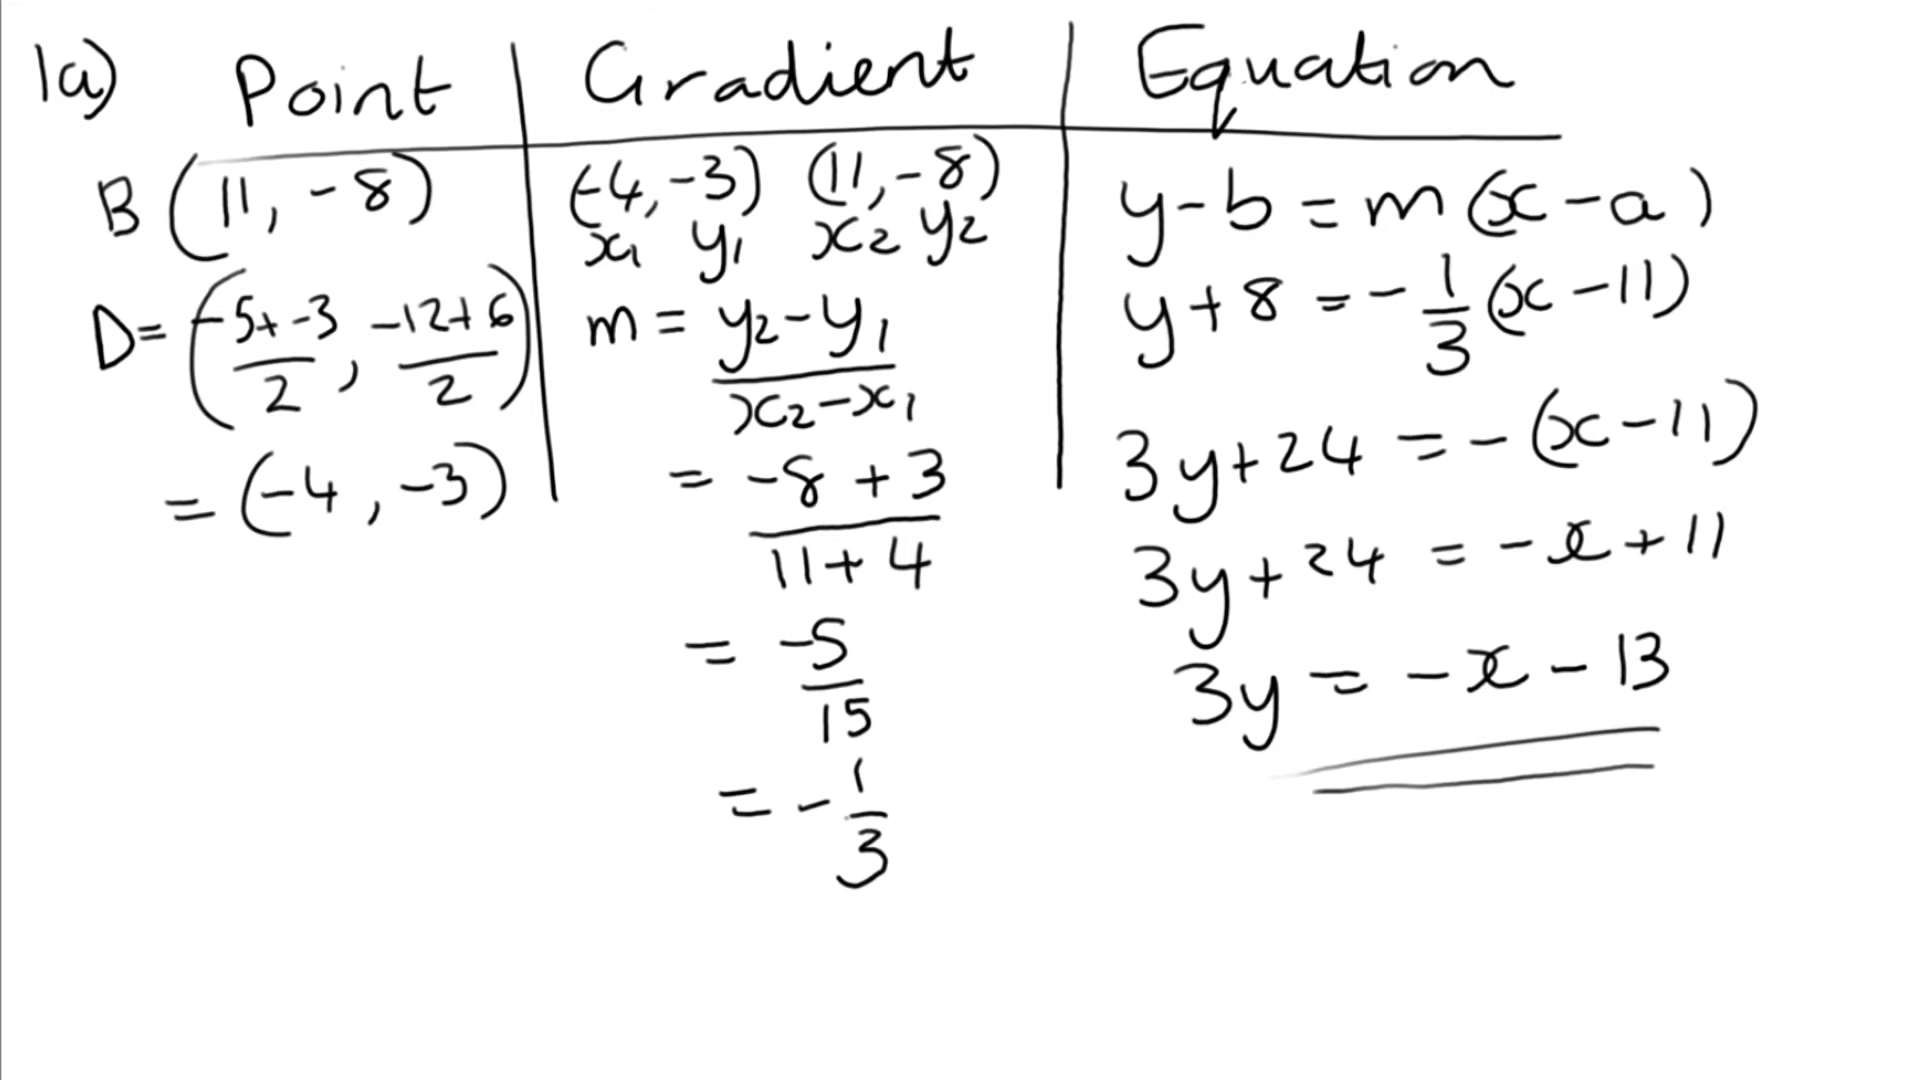 1a) Point Gradient Equation
B (11, -8)
D = (-5+-3/2, -12+6/2)
= (-4, -3)
(-4, -3) (11, -8)
x1 y1 x2 y2
m = y2-y1/x2-x1
= -8+3/11+4
= -5/15
= -1/3
y-b = m(x-a)
y+8 = -1/3(x-11)
3y+24 = -(x-11)
3y+24 = -x+11
3y = -x-13